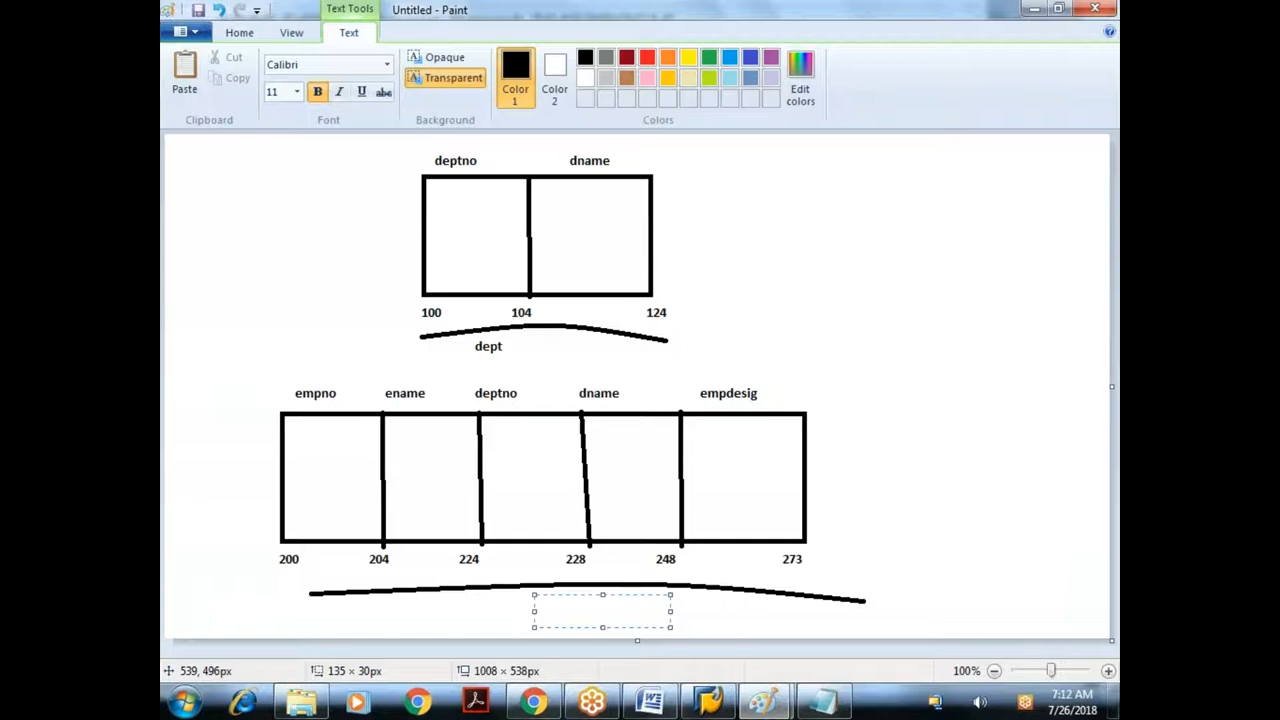 Text Tools
Untitled - Paint
Home
View
Text
Paste
Cut
Copy
Clipboard
Calibri
11
B I U abc
Font
Opaque
Transparent
Background
Color 1
Color 2
Edit colors
Colors
deptno dname
100 104 124
dept
empno ename deptno dname empdesig
200 204 224 228 248 273
539, 496px
135 × 30px
1008 × 538px
100%
7:12 AM
7/26/2018